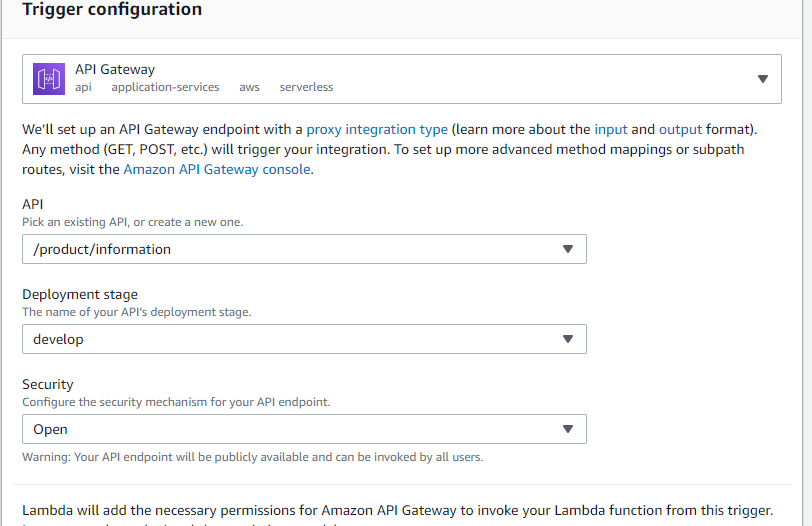 Trigger configuration
API Gateway
api application-services aws serverless
We'll set up an API Gateway endpoint with a proxy integration type (learn more about the input and output format).
Any method (GET, POST, etc.) will trigger your integration. To set up more advanced method mappings or subpath
routes, visit the Amazon API Gateway console.
API
Pick an existing API, or create a new one.
/product/information
Deployment stage
The name of your API's deployment stage.
develop
Security
Configure the security mechanism for your API endpoint.
Open
Warning: Your API endpoint will be publicly available and can be invoked by all users.
Lambda will add the necessary permissions for Amazon API Gateway to invoke your Lambda function from this trigger.